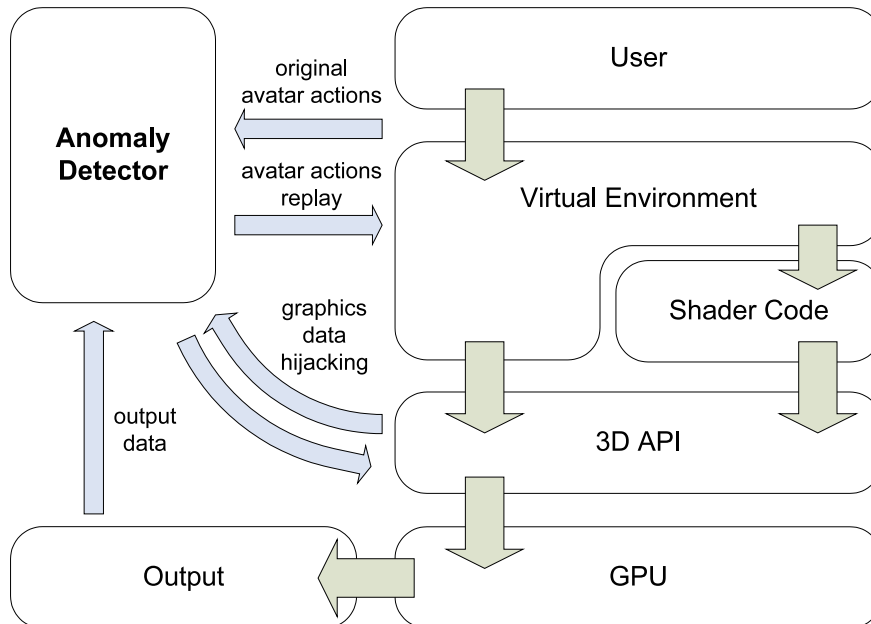 User
original
avatar actions
Anomaly
Detector
avatar actions
replay
Virtual Environment
Shader Code
graphics
data
hijacking
output
data
3D API
Output
GPU